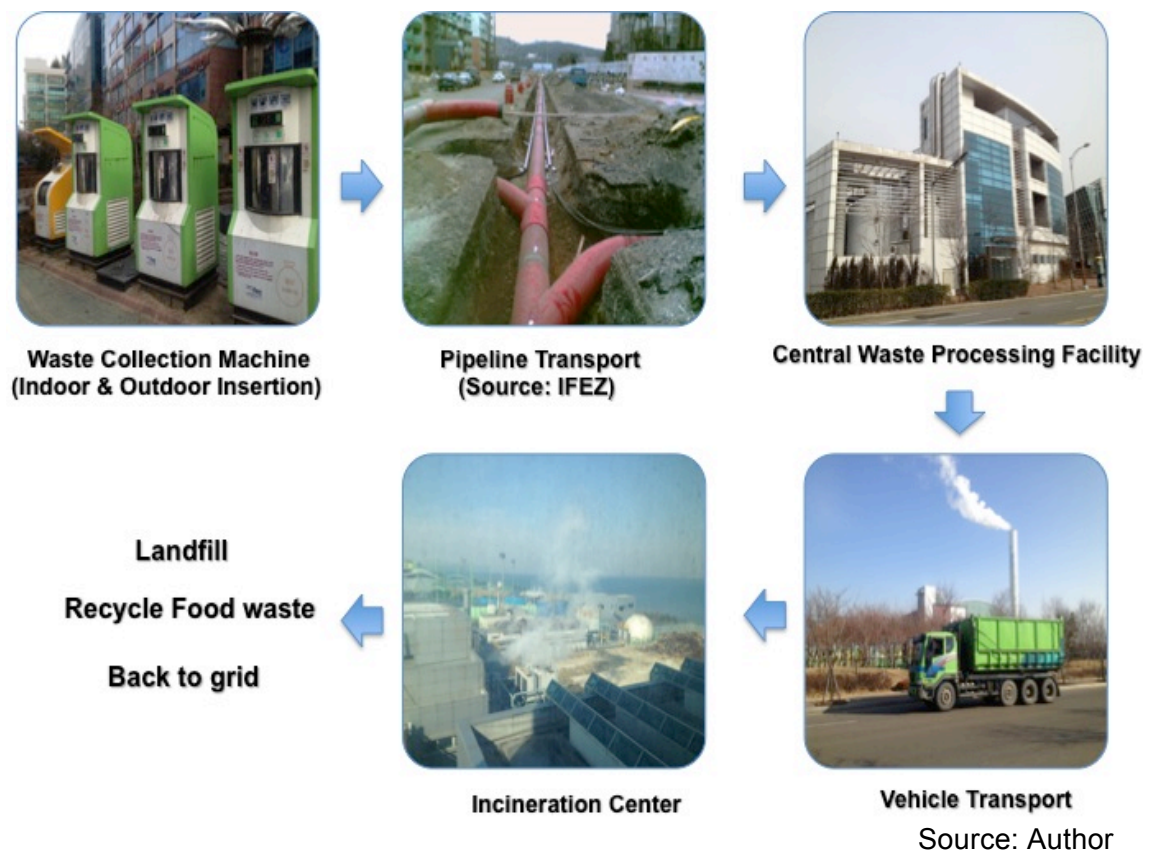 Waste Collection Machine
(Indoor & Outdoor Insertion)
Pipeline Transport
(Source: IFEZ)
Central Waste Processing Facility
Landfill
Recycle Food waste
Back to grid
Incineration Center
Vehicle Transport
Source: Author